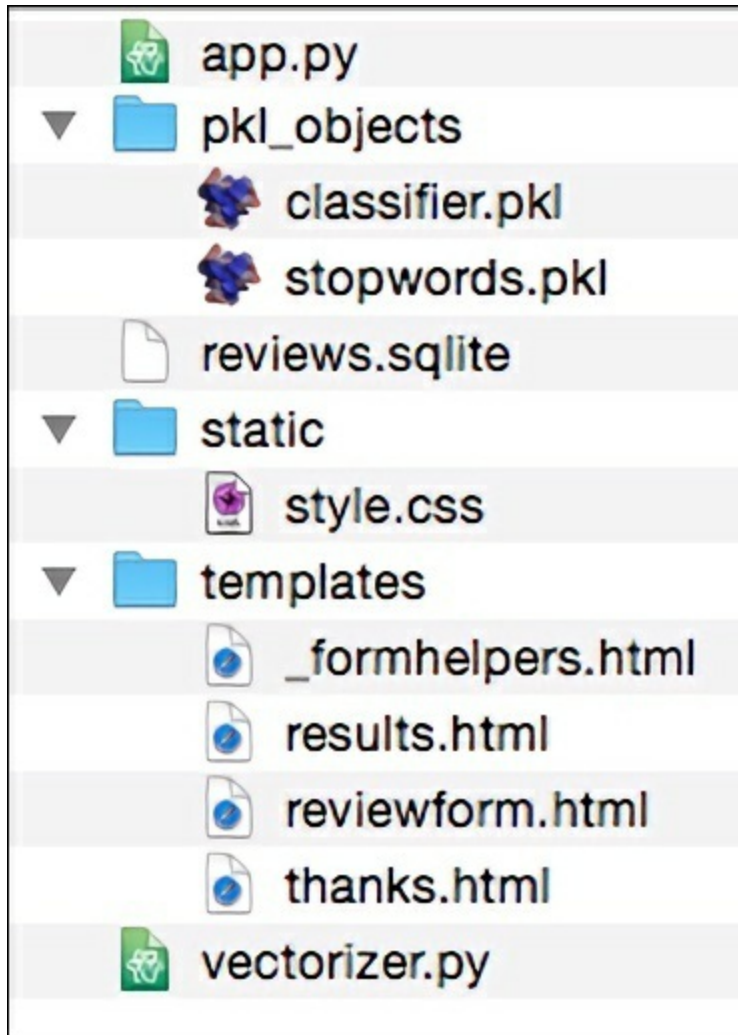 app.py
pkl_objects
classifier.pkl
stopwords.pkl
reviews.sqlite
static
style.css
templates
_formhelpers.html
results.html
reviewform.html
thanks.html
vectorizer.py